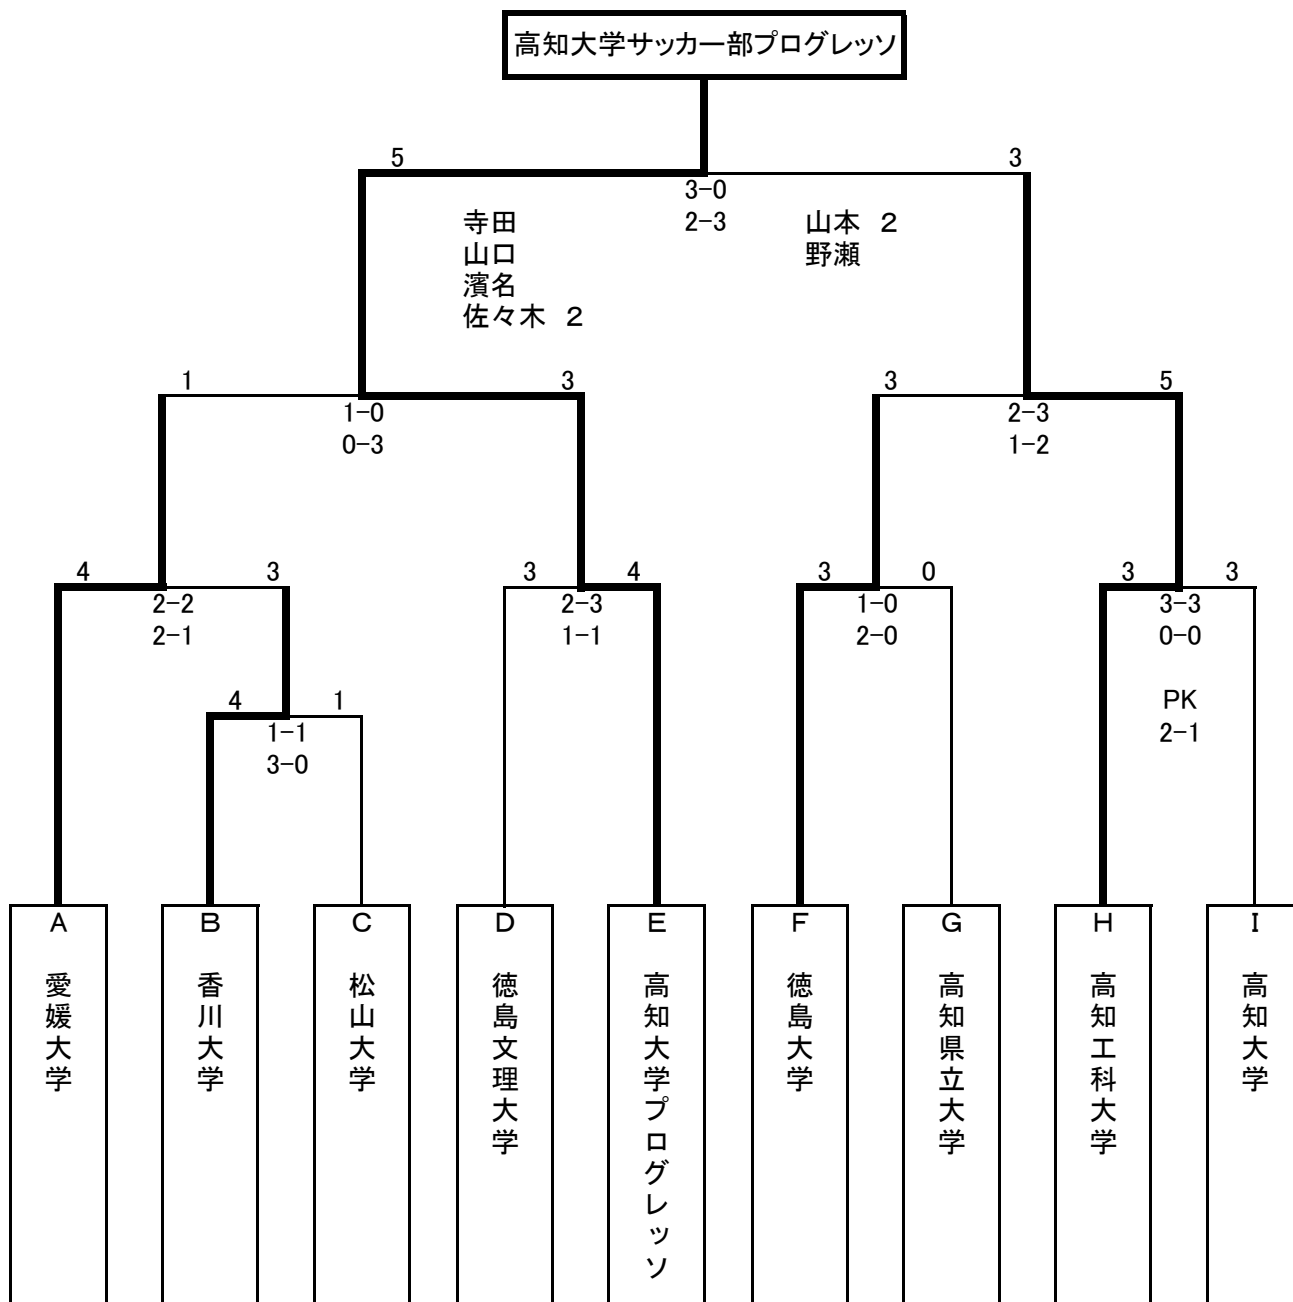 高知大学サッカー部プログレッソ
5
3
3-0
2-3
寺田
山口
濱名
佐々木 2
山本 2
野瀬
1
3
1-0
0-3
3
5
2-3
1-2
4
3
2-2
2-1
3
4
2-3
1-1
3
0
1-0
2-0
3
3
3-3
0-0
PK
2-1
4
1
1-1
3-0
A
愛媛大学
B
香川大学
C
松山大学
D
徳島文理大学
E
高知大学プログレッソ
F
徳島大学
G
高知県立大学
H
高知工科大学
I
高知大学